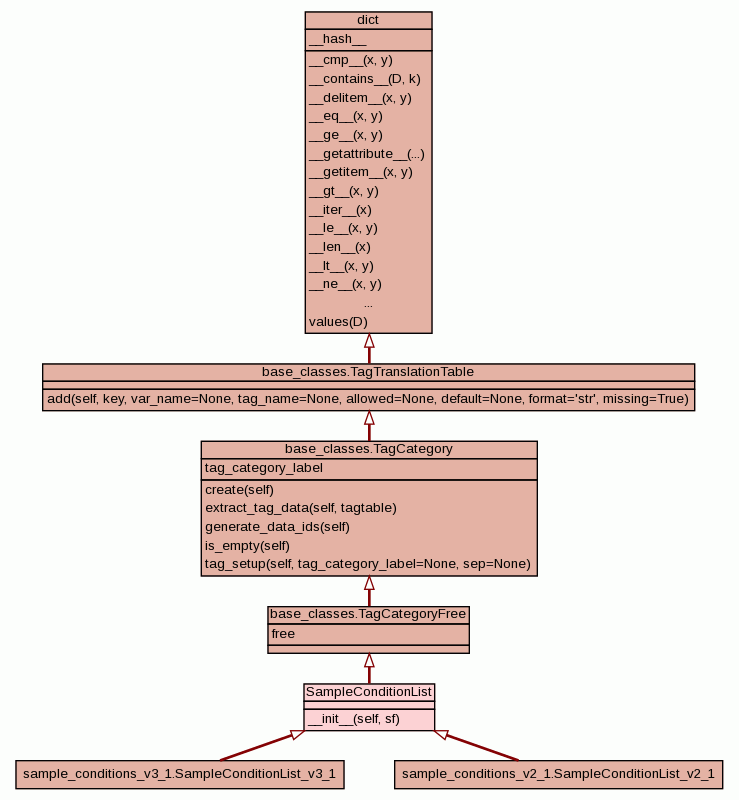 dict
__hash__
__cmp__(x, y)
__contains__(D, k)
__delitem__(x, y)
__eq__(x, y)
__ge__(x, y)
__getattribute__(...)
__getitem__(x, y)
__gt__(x, y)
__iter__(x)
__le__(x, y)
__len__(x)
__lt__(x, y)
__ne__(x, y)
...
values(D)
base_classes.TagTranslationTable
add(self, key, var_name=None, tag_name=None, allowed=None, default=None, format='str', missing=True)
base_classes.TagCategory
tag_category_label
create(self)
extract_tag_data(self, tagtable)
generate_data_ids(self)
is_empty(self)
tag_setup(self, tag_category_label=None, sep=None)
base_classes.TagCategoryFree
free
SampleConditionList
__init__(self, sf)
sample_conditions_v3_1.SampleConditionList_v3_1
sample_conditions_v2_1.SampleConditionList_v2_1